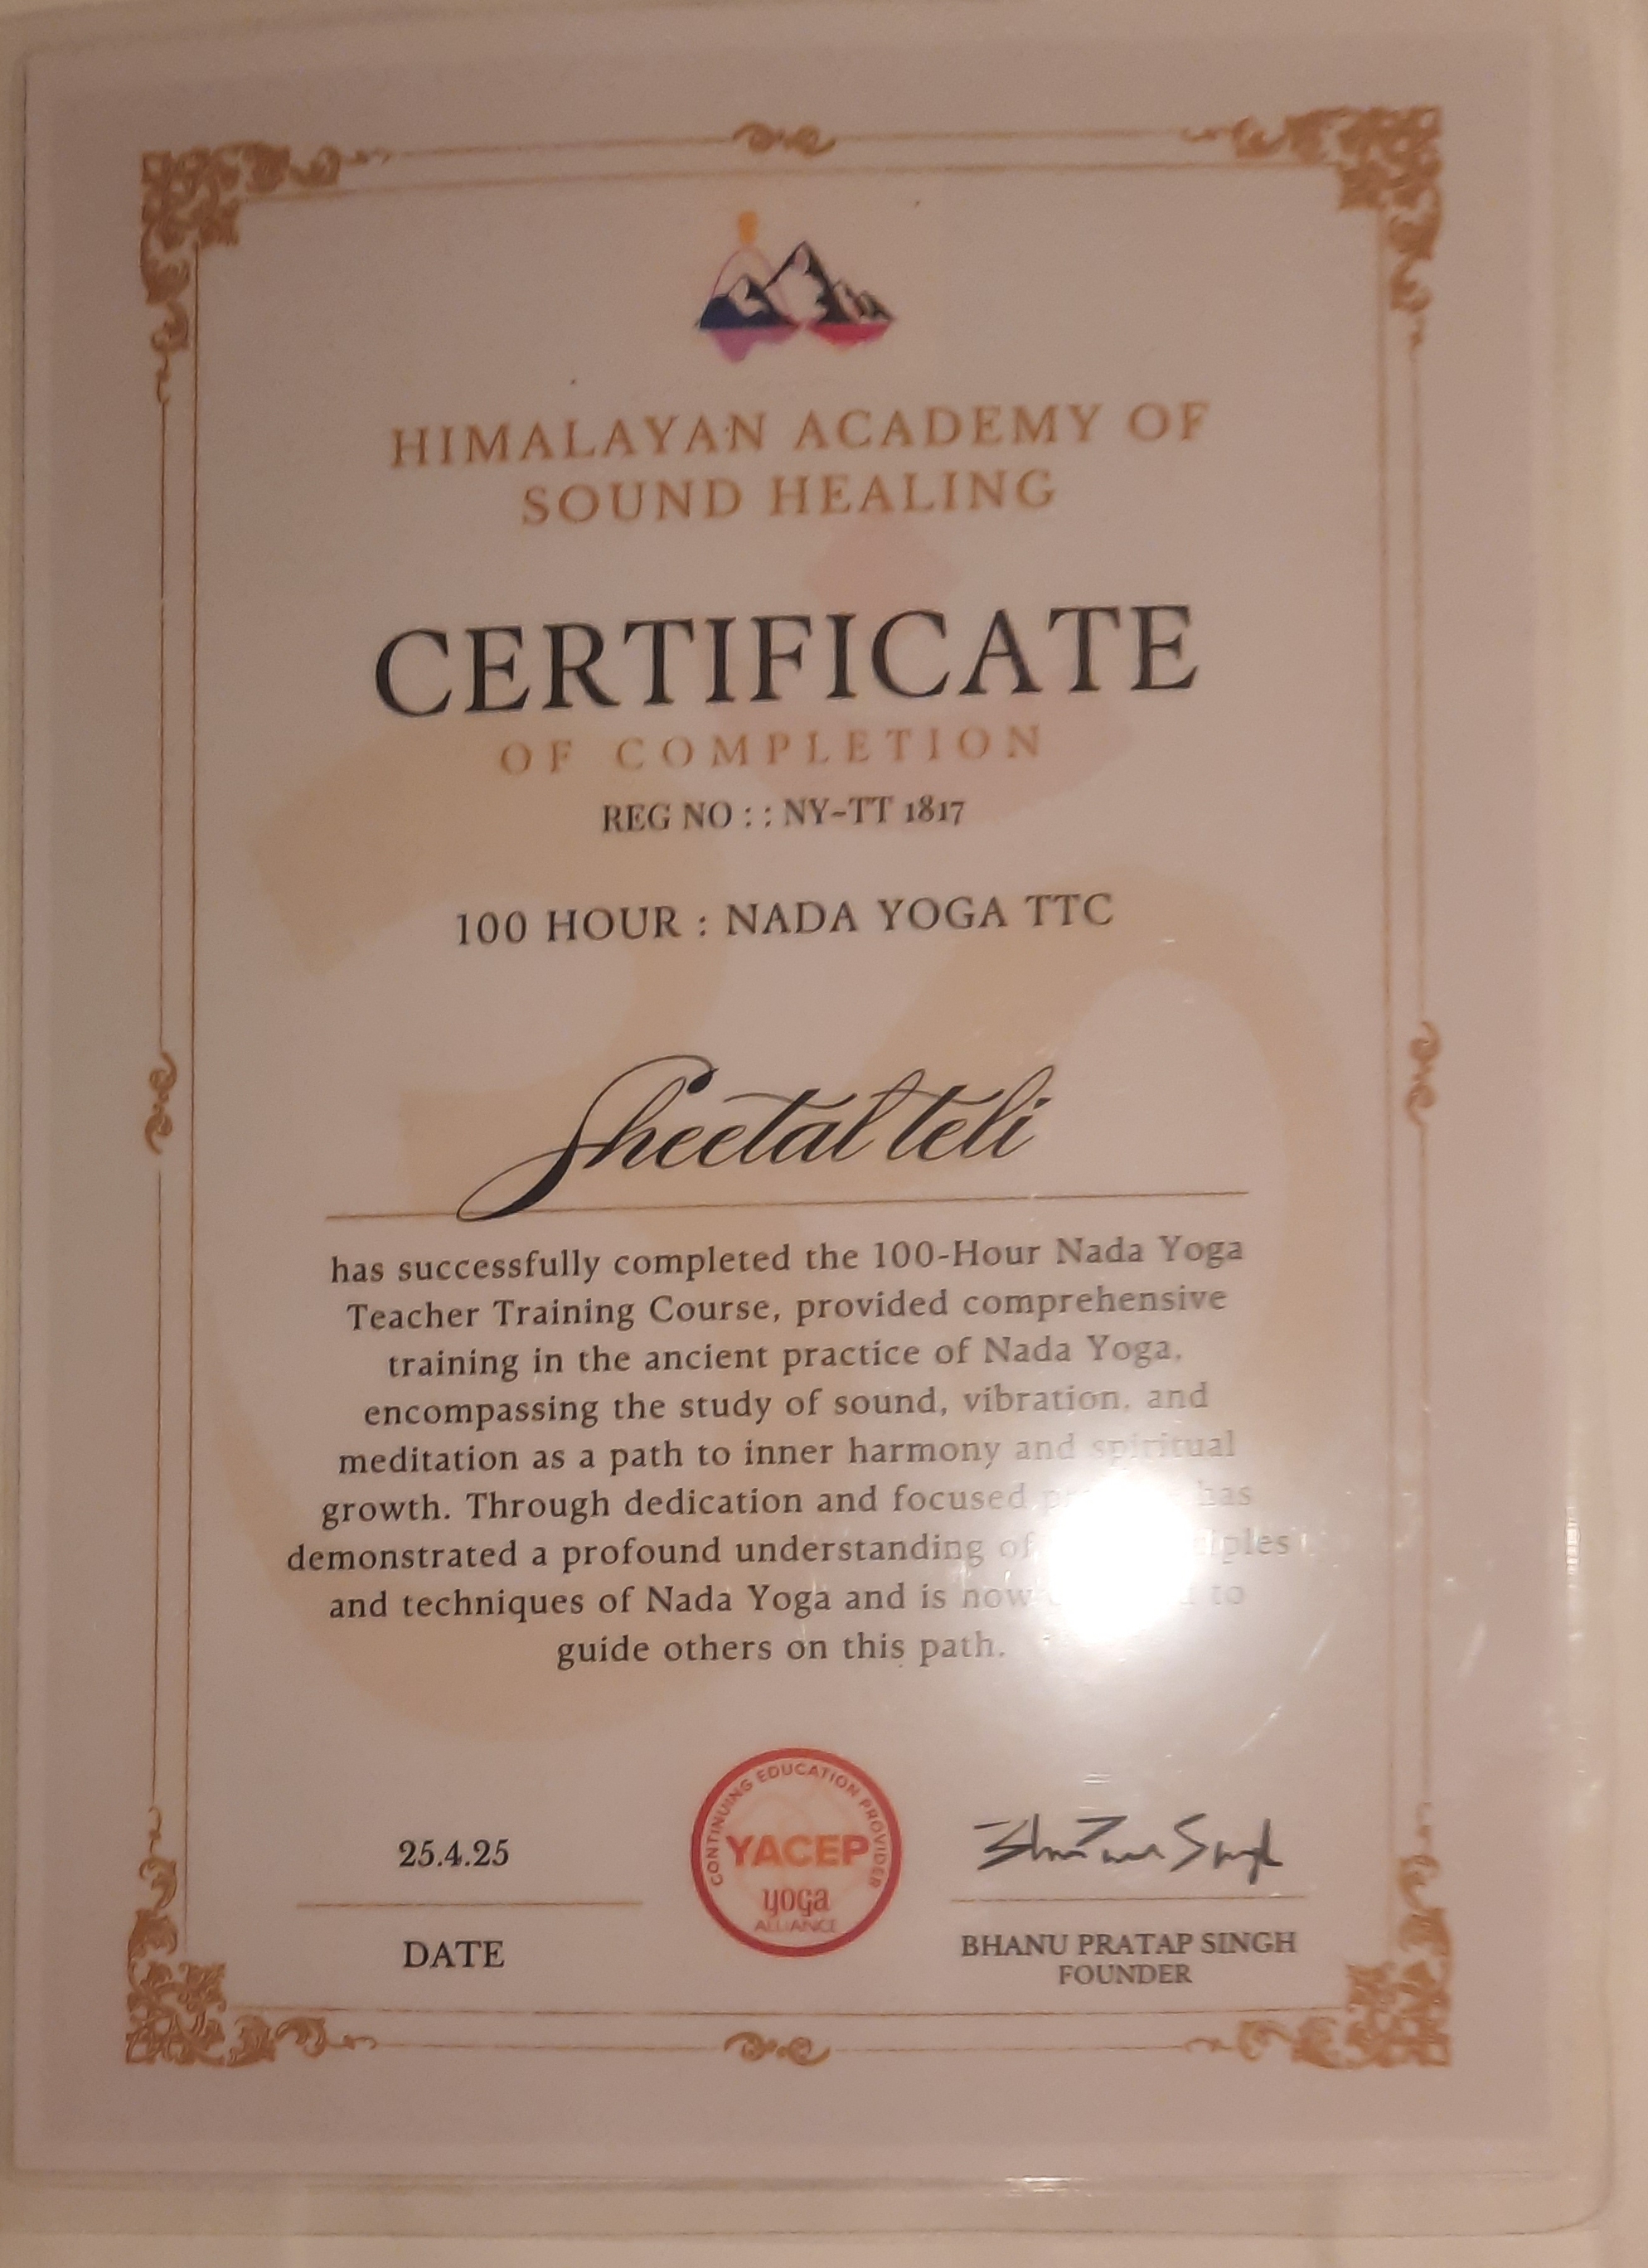 HIMALAYAN ACADEMY OF
SOUND HEALING
CERTIFICATE
OF COMPLETION
REG NO : : NY-TT 1817
100 HOUR : NADA YOGA TTC
Sheetal teli
has successfully completed the 100-Hour Nada Yoga
Teacher Training Course, provided comprehensive
training in the ancient practice of Nada Yoga,
encompassing the study of sound, vibration, and
meditation as a path to inner harmony and spiritual
growth. Through dedication and focused has
demonstrated a profound understanding of
and techniques of Nada Yoga and is now to
guide others on this path.
25.4.25
DATE
CONTINUING EDUCATION PROVIDER
YACEP
yoga
ALLIANCE
BHANU PRATAP SINGH
FOUNDER